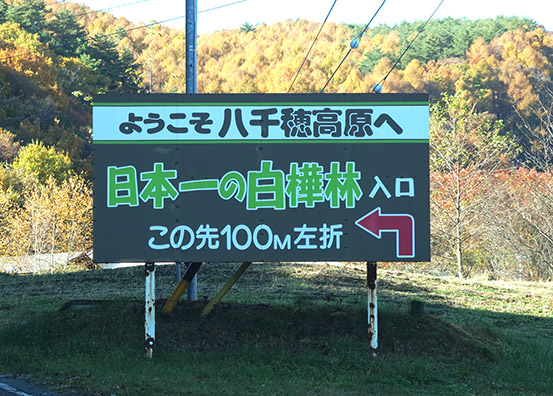 ようこそ八千穂高原へ
日本一の白樺林入口
この先100M左折